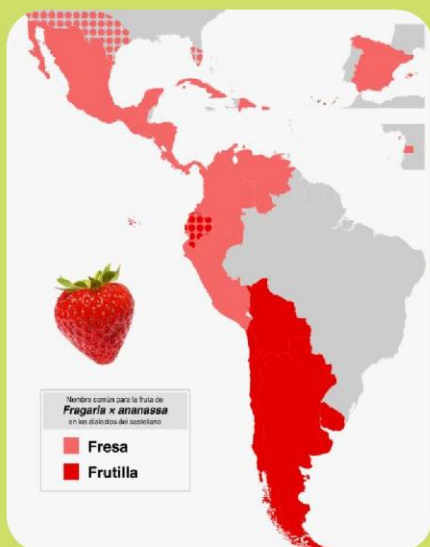 Nombre común para la fruta de
Fragaria × ananassa
en los dialectos del castellano
Fresa
Frutilla